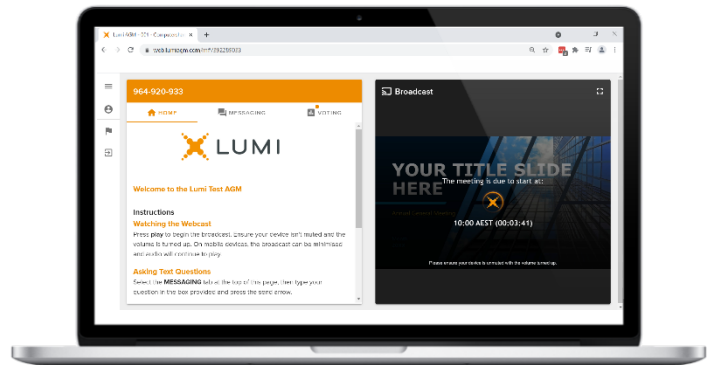 964-920-933
HOME
MESSAGING
VOTING
LUMI
Welcome to the Lumi Test AGM
Instructions
Watching the Webcast
Press play to begin the broadcast. Ensure your device isn't muted and the
volume is turned up. On mobile devices, the broadcast can be minimised
and audio will continue to play.
Asking Text Questions
Select the MESSAGING tab at the top of this page, then type your
question in the box provided and press the send arrow.
Broadcast
YOUR TITLE SLIDE
HERE
The meeting is due to start at:
10:00 AEST (00:03:41)
Please ensure your device is unmuted with the volume turned up.